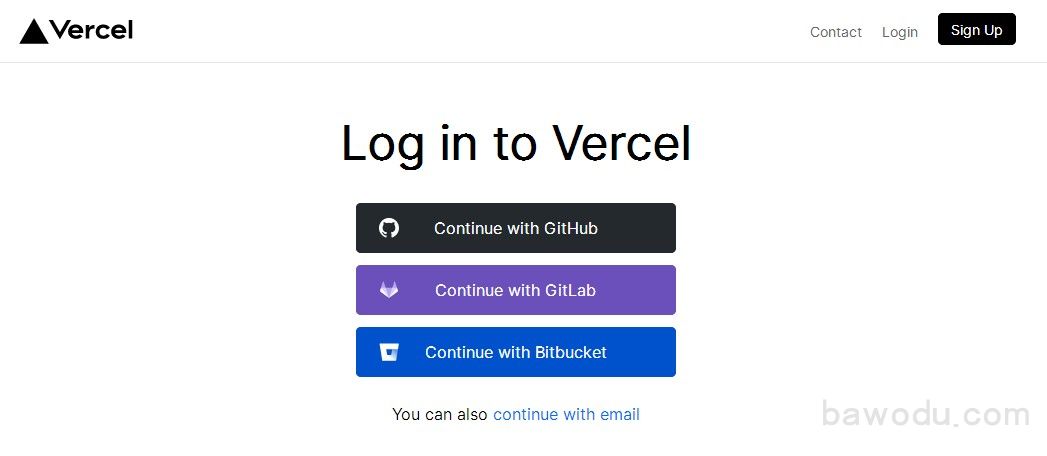 Vercel
Contact Login Sign Up
Log in to Vercel
Continue with GitHub
Continue with GitLab
Continue with Bitbucket
You can also continue with email
bawodu.com